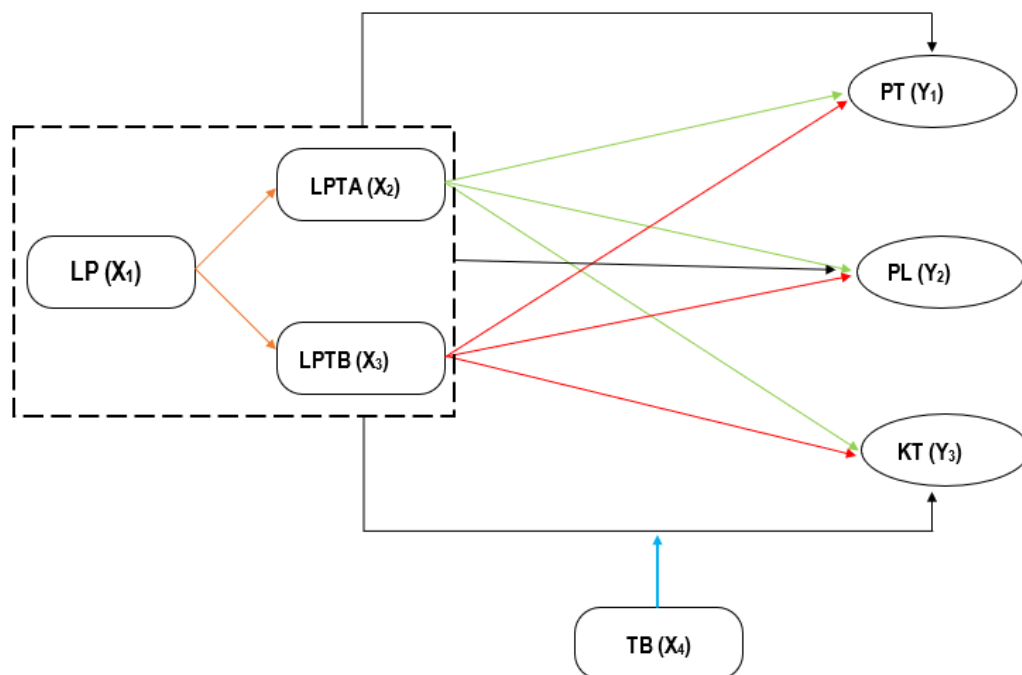 PT (Y₁)
LPTA (X₂)
LP (X₁)
PL (Y₂)
LPTB (X₃)
KT (Y₃)
TB (X₄)